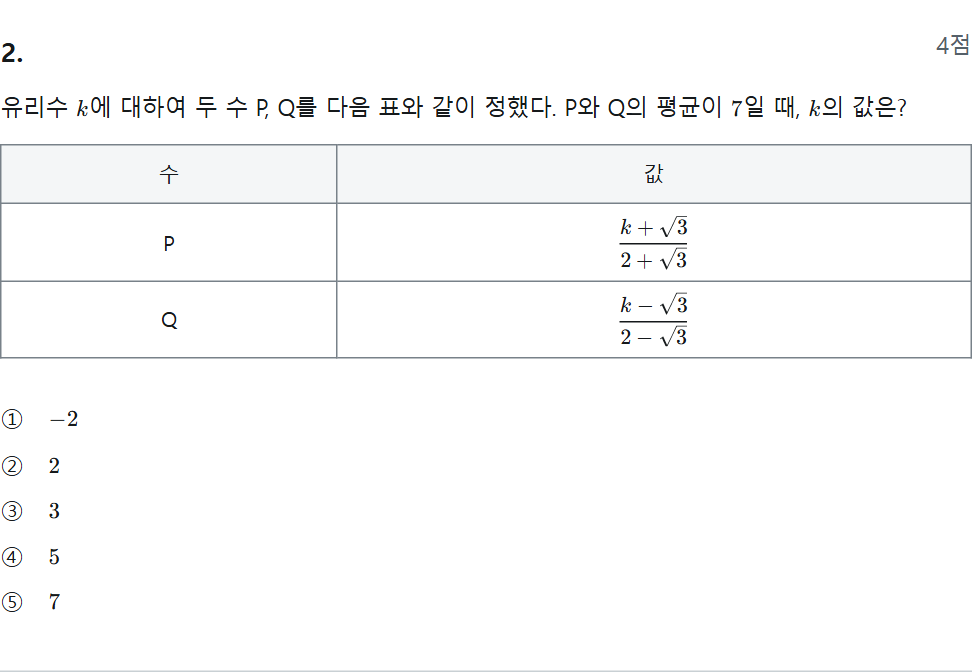 4점
2.
유리수 k에 대하여 두 수 P, Q를 다음 표와 같이 정했다. P와 Q의 평균이 7일 때, k의 값은?
수 값
P (k + √3)/(2 + √3)
Q (k − √3)/(2 − √3)
① −2
② 2
③ 3
④ 5
⑤ 7